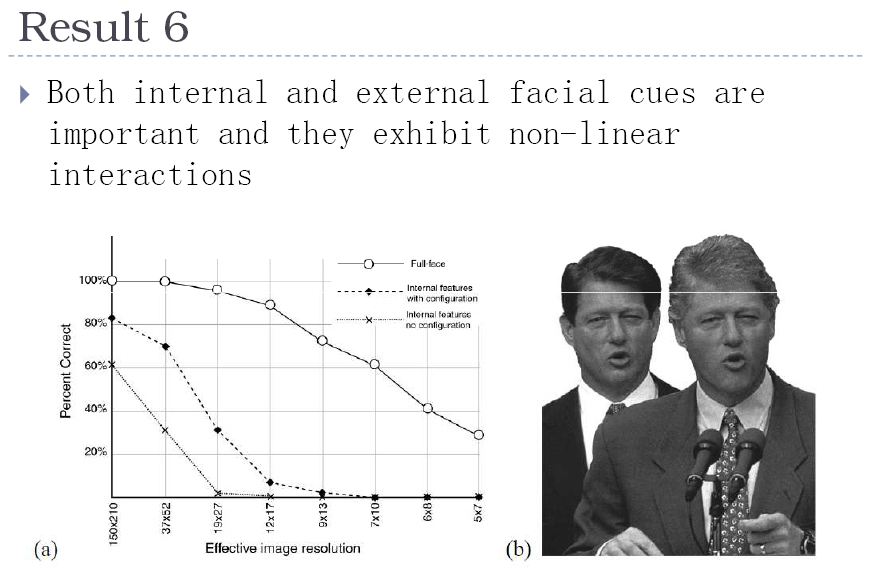 Result 6
Both internal and external facial cues are
important and they exhibit non-linear
interactions
Full-face
Internal features
with configuration
Internal features
no configuration
100%
80%
60%
40%
20%
Percent Correct
150x210
37x52
19x27
12x17
9x13
7x10
6x8
5x7
Effective image resolution
(a)
(b)